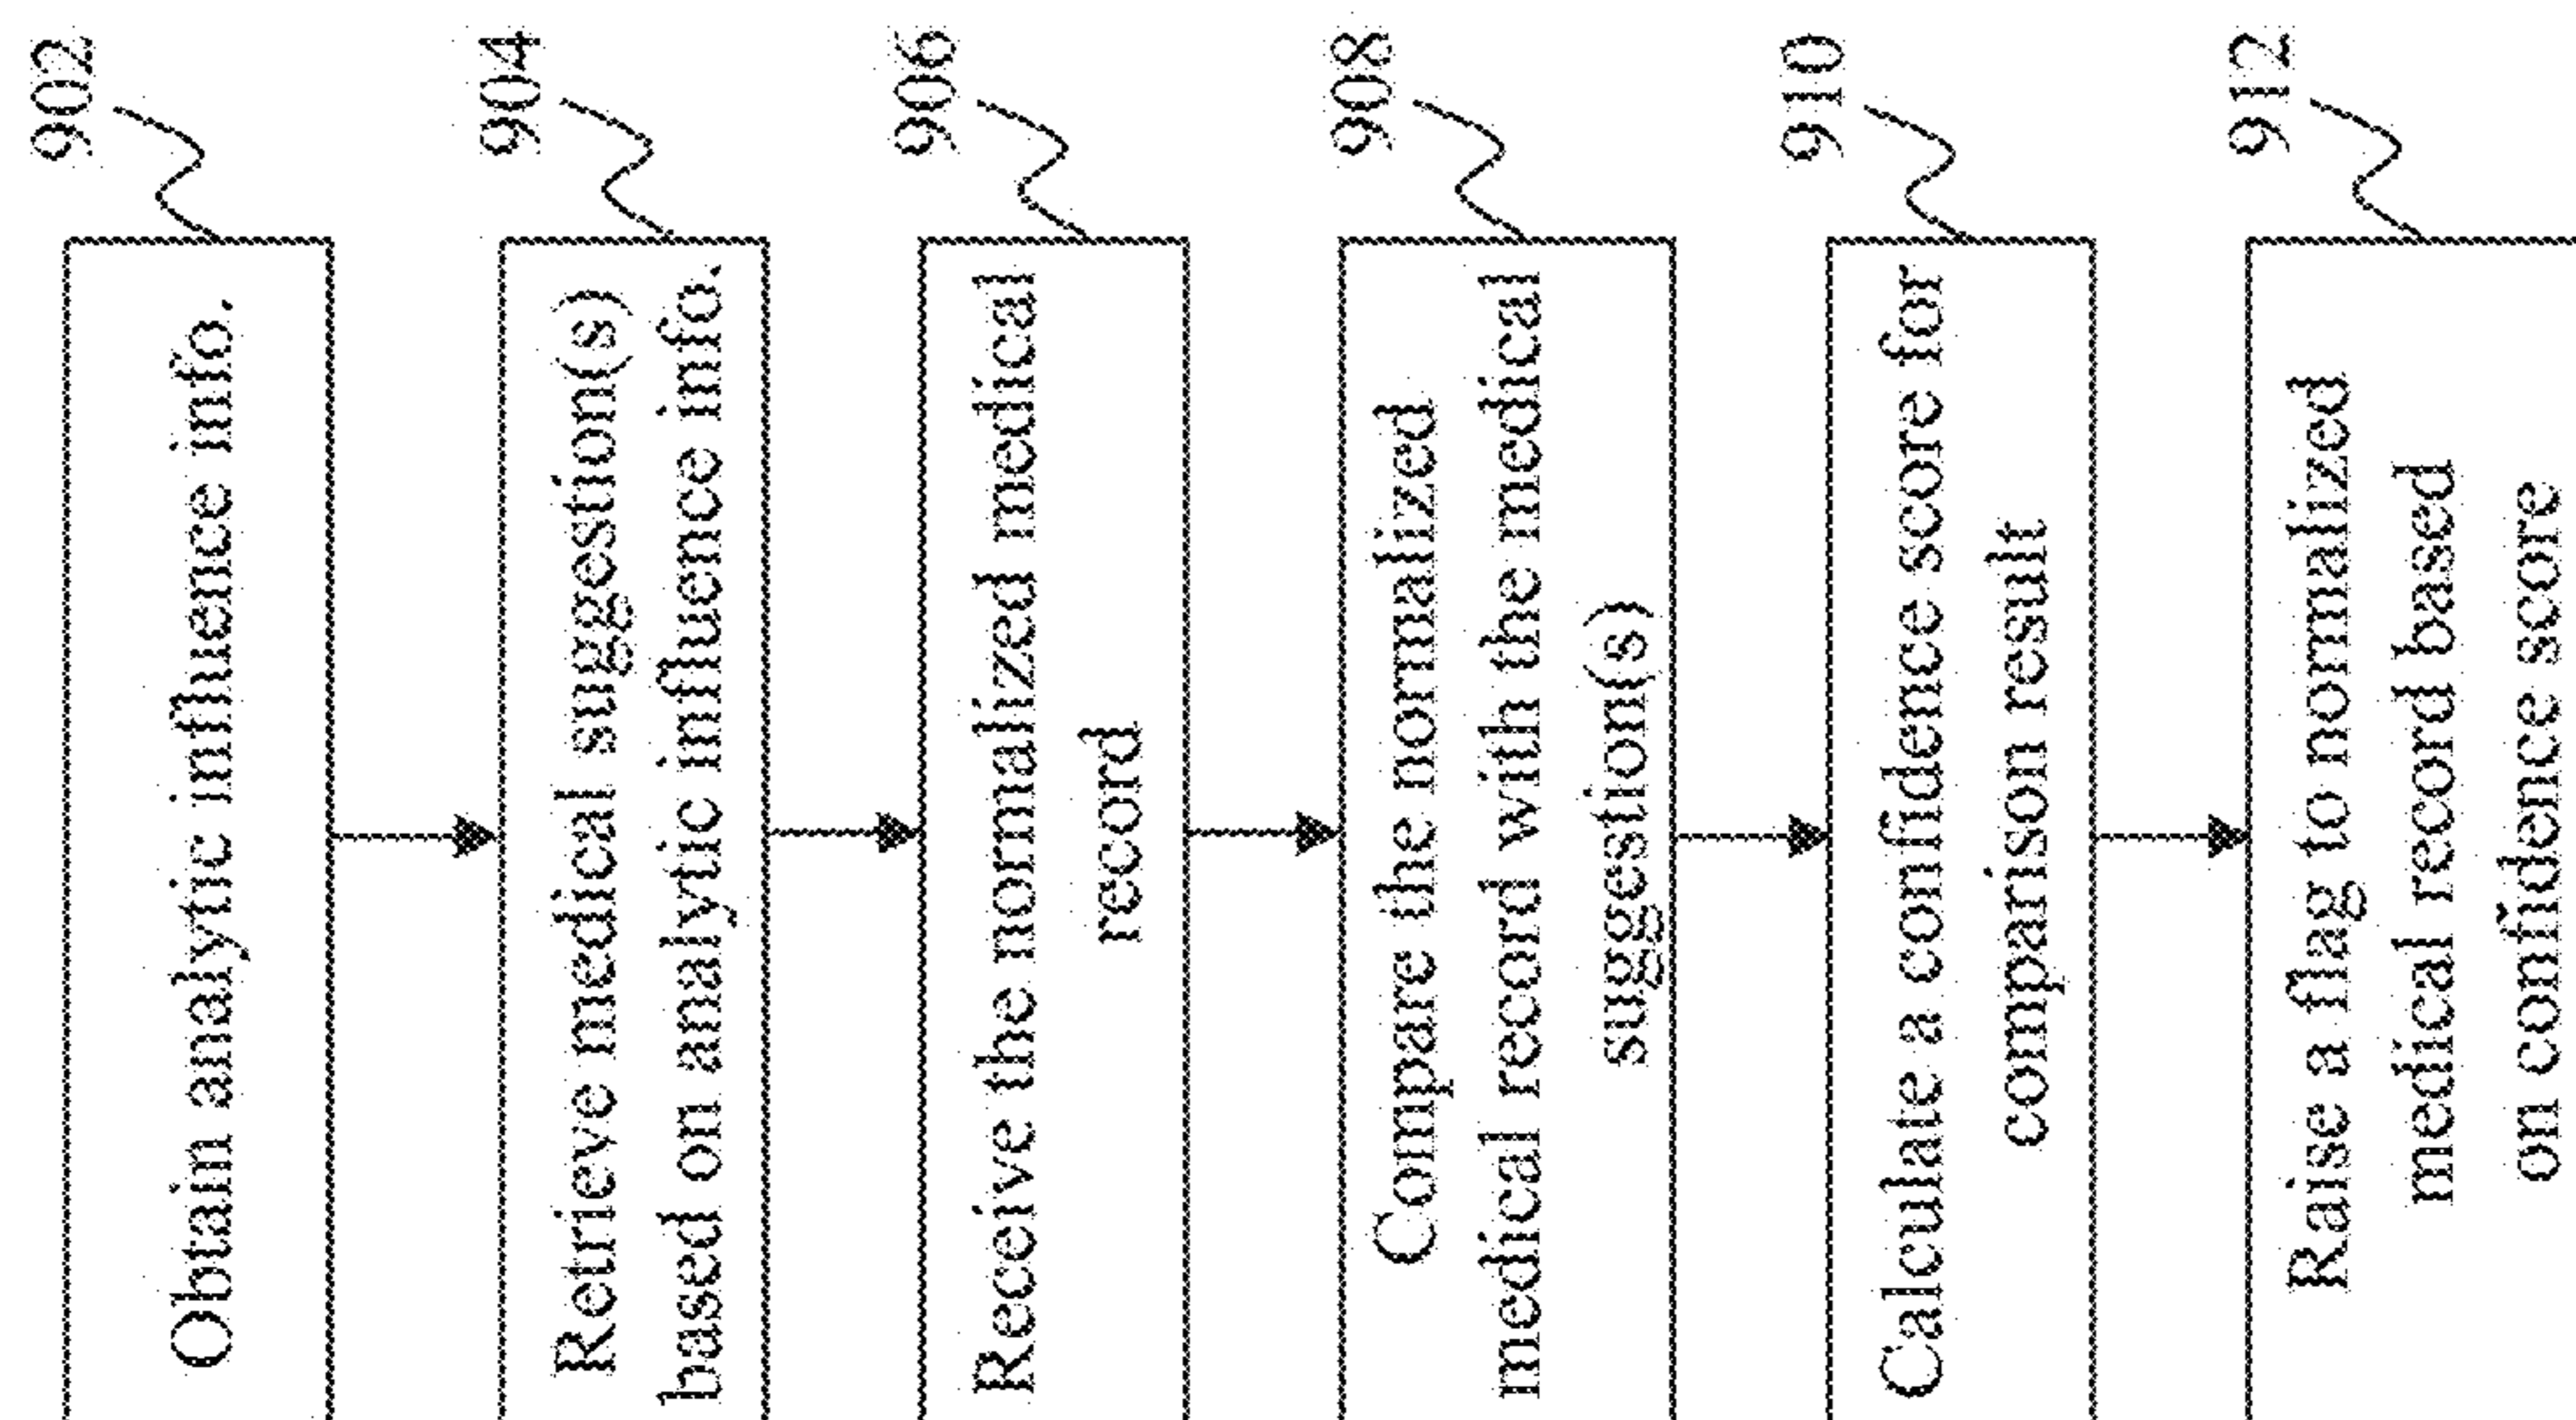 902
Obtain analytic influence info.
904
Retrieve medical suggestion(s)
based on analytic influence info.
906
Receive the normalized medical
record
908
Compare the normalized
medical record with the medical
suggestion(s)
910
Calculate a confidence score for
comparison result
912
Raise a flag to normalized
medical record based
on confidence score